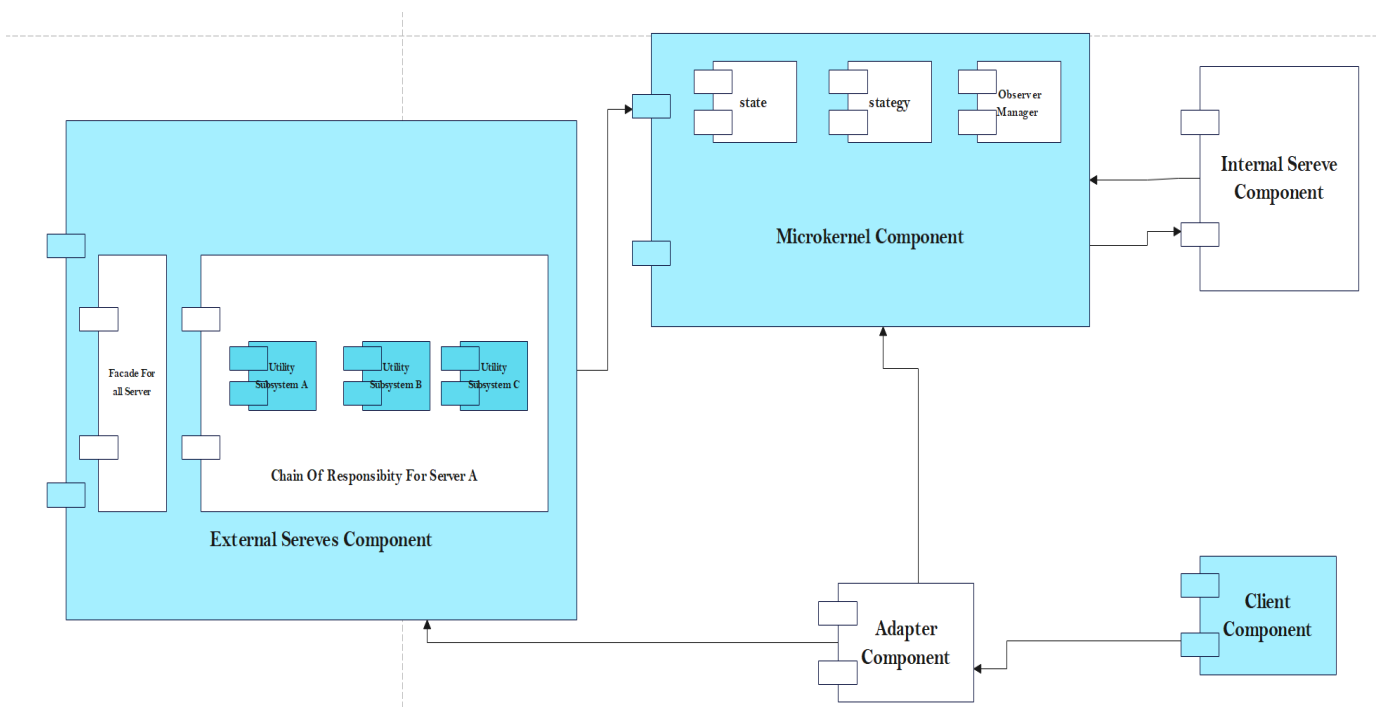 state
stategy
Observer
Manager
Internal Sereve
Component
Microkernel Component
Facade For
all Server
Utility
Subsystem A
Utility
Subsystem B
Utility
Subsystem C
Chain Of Responsibity For Server A
External Sereves Component
Adapter
Component
Client
Component